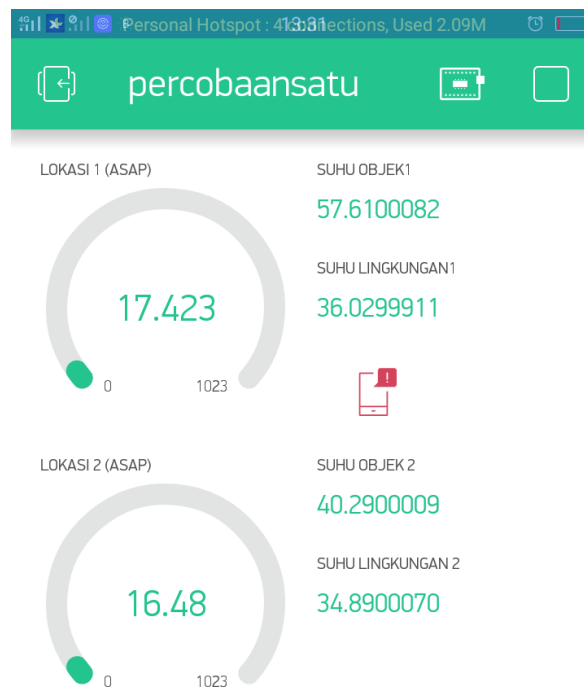 4G Personal Hotspot : 4 connections, Used 2.09M
13:31
percobaansatu
LOKASI 1 (ASAP)
17.423
0 1023
SUHU OBJEK1
57.6100082
SUHU LINGKUNGAN1
36.0299911
!
LOKASI 2 (ASAP)
16.48
0 1023
SUHU OBJEK 2
40.2900009
SUHU LINGKUNGAN 2
34.8900070